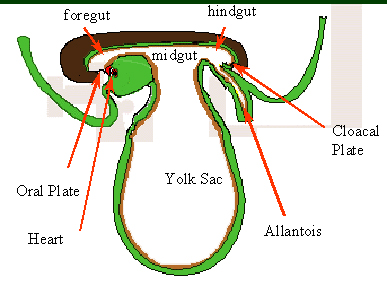 foregut
hindgut
midgut
Cloacal
Plate
Yolk Sac
Oral Plate
Allantois
Heart